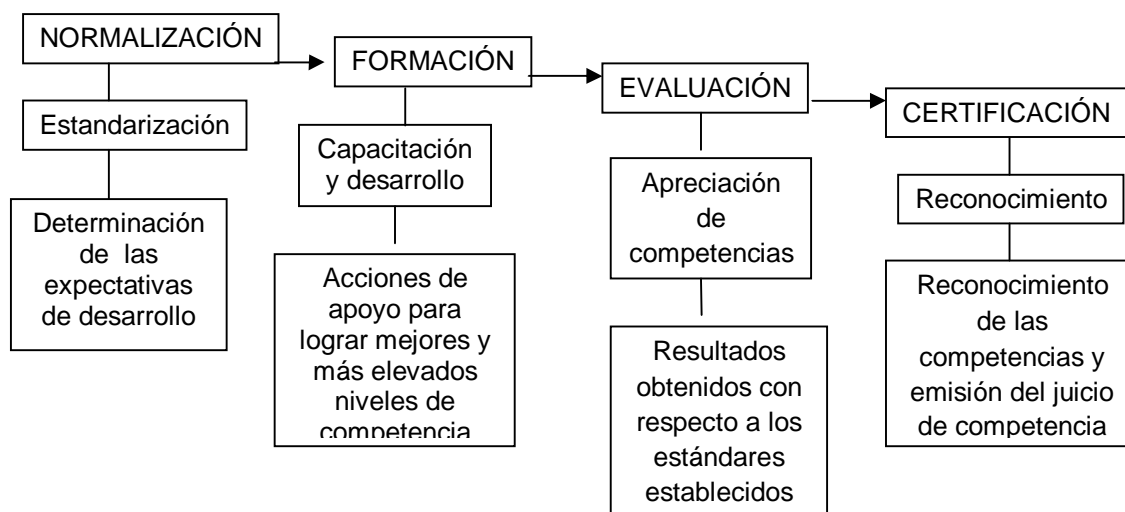 NORMALIZACIÓN
Estandarización
Determinación
de las
expectativas
de desarrollo
FORMACIÓN
Capacitación
y desarrollo
Acciones de
apoyo para
lograr mejores y
más elevados
niveles de
competencia
EVALUACIÓN
Apreciación
de
competencias
Resultados
obtenidos con
respecto a los
estándares
establecidos
CERTIFICACIÓN
Reconocimiento
Reconocimiento
de las
competencias y
emisión del juicio
de competencia